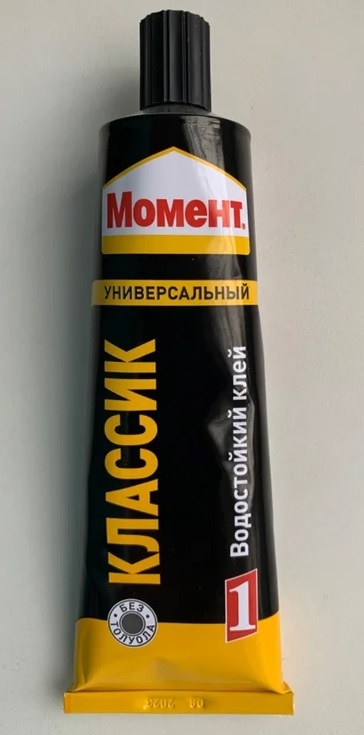 Момент.
УНИВЕРСАЛЬНЫЙ
КЛАССИК
Водостойкий клей
1
БЕЗ
ТОЛУОЛА